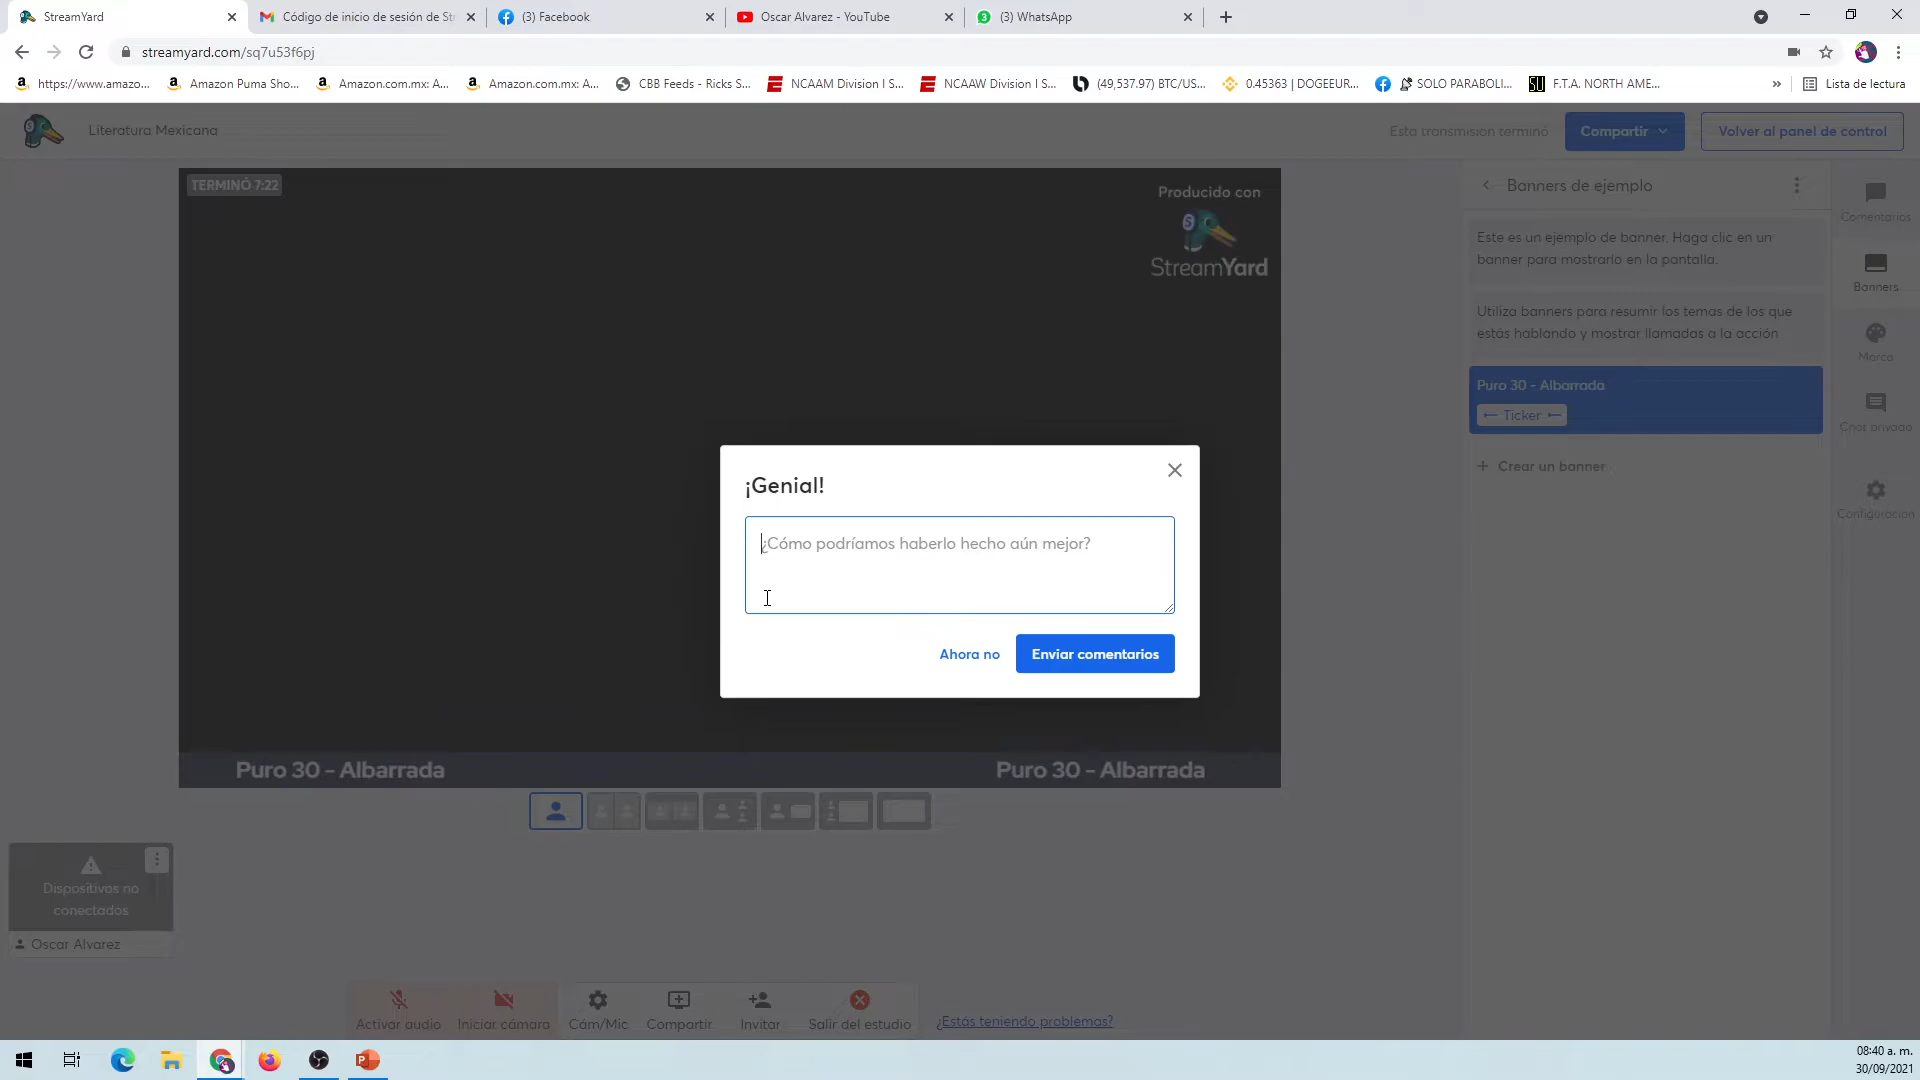 StreamYard
Código de inicio de sesión de Str
(3) Facebook
Oscar Alvarez - YouTube
(3) WhatsApp
streamyard.com/sq7u53f6pj
https://www.amazo...
Amazon Puma Sho...
Amazon.com.mx: A...
Amazon.com.mx: A...
CBB Feeds - Ricks S...
NCAAM Division I S...
NCAAW Division I S...
(49,537.97) BTC/US...
0.45363 | DOGEEUR...
SOLO PARABOLI...
F.T.A. NORTH AME...
»
Lista de lectura
Literatura Mexicana
Esta transmisión terminó
Compartir
Volver al panel de control
TERMINÓ 7:22
Producido con
StreamYard
Banners de ejemplo
Este es un ejemplo de banner. Haga clic en un
banner para mostrarlo en la pantalla.
Utiliza banners para resumir los temas de los que
estás hablando y mostrar llamadas a la acción
Puro 30 - Albarrada
← Ticker ←
+ Crear un banner
Comentarios
Banners
Marca
Chat privado
Configuración
¡Genial!
¿Cómo podríamos haberlo hecho aún mejor?
Ahora no
Enviar comentarios
Puro 30 - Albarrada
Puro 30 - Albarrada
Dispositivos no
conectados
Oscar Alvarez
Activar audio
Iniciar cámara
Cám/Mic
Compartir
Invitar
Salir del estudio
¿Estás teniendo problemas?
08:40 a. m.
30/09/2021